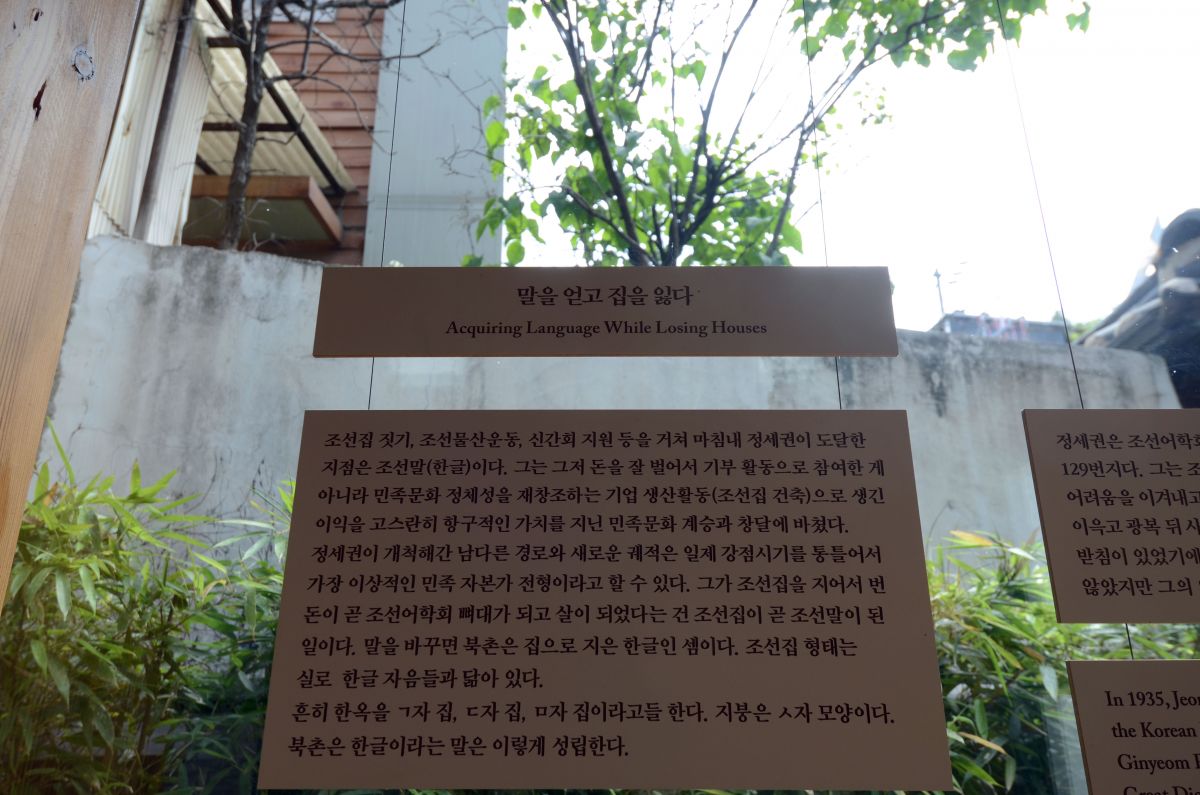 말을 얻고 집을 잃다
Acquiring Language While Losing Houses
조선집 짓기, 조선물산운동, 신간회 지원 등을 거쳐 마침내 정세권이 도달한
지점은 조선말(한글)이다. 그는 그저 돈을 잘 벌어서 기부 활동으로 참여한 게
아니라 민족문화 정체성을 재창조하는 기업 생산활동(조선집 건축)으로 생긴
이익을 고스란히 항구적인 가치를 지닌 민족문화 계승과 창달에 바쳤다.
정세권이 개척해간 남다른 경로와 새로운 궤적은 일제 강점시기를 통틀어서
가장 이상적인 민족 자본가 전형이라고 할 수 있다. 그가 조선집을 지어서 번
돈이 곧 조선어학회 뼈대가 되고 살이 되었다는 건 조선집이 곧 조선말이 된
일이다. 말을 바꾸면 북촌은 집으로 지은 한글인 셈이다. 조선집 형태는
실로 한글 자음들과 닮아 있다.
흔히 한옥을 ㄱ자 집, ㄷ자 집, ㅁ자 집이라고들 한다. 지붕은 ㅅ자 모양이다.
북촌은 한글이라는 말은 이렇게 성립한다.
정세권은 조선어학회
129번지다. 그는 조
어려움을 이겨내고
이윽고 광복 뒤
받침이 있었기에
않았지만 그의
In 1935, Jeon
the Korean
Ginyeom
Great